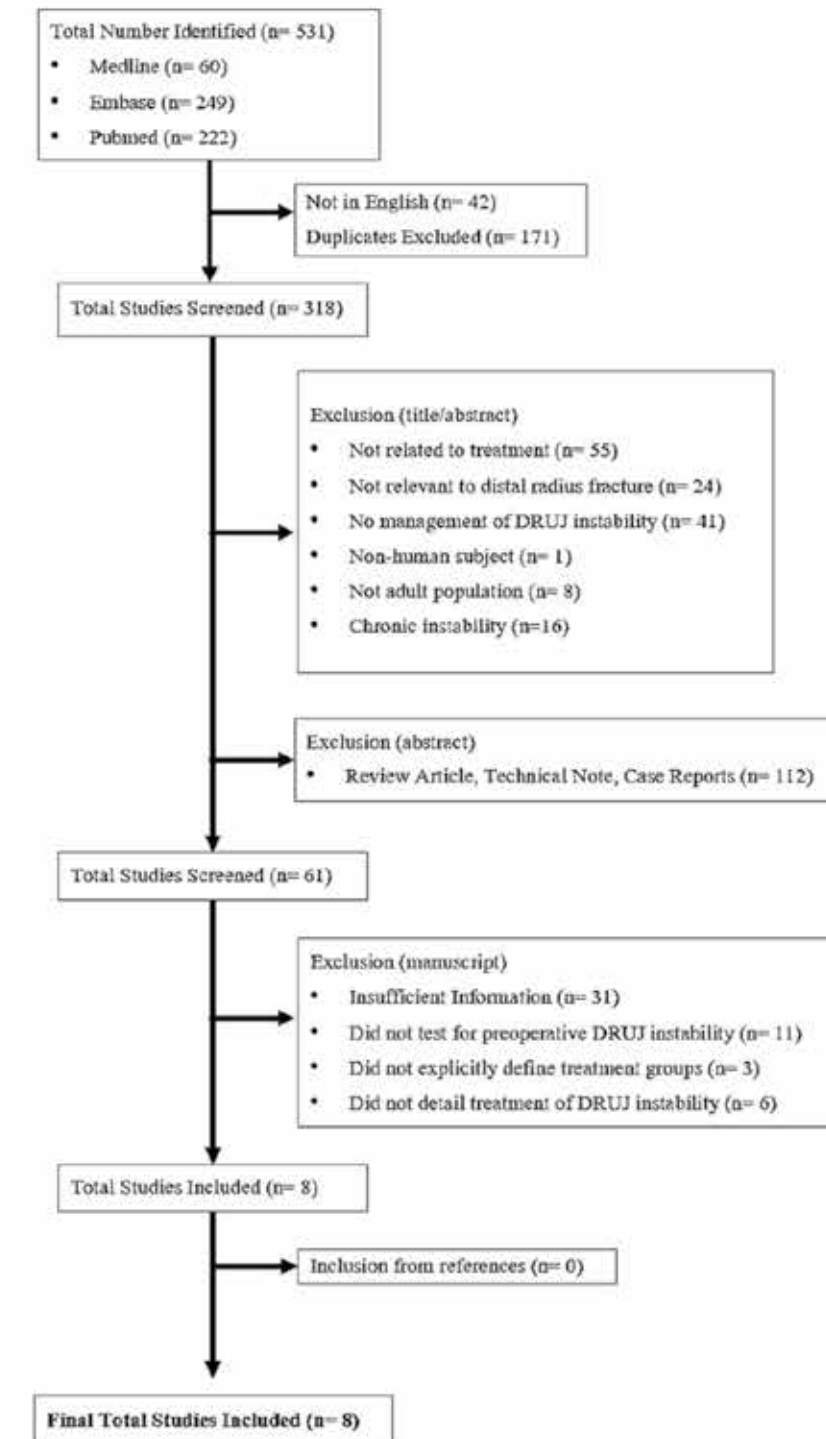 Total Number Identified (n= 531)
• Medline (n= 60)
• Embase (n= 249)
• Pubmed (n= 222)
Not in English (n= 42)
Duplicates Excluded (n= 171)
Total Studies Screened (n= 318)
Exclusion (title/abstract)
• Not related to treatment (n= 55)
• Not relevant to distal radius fracture (n= 24)
• No management of DRUJ instability (n= 41)
• Non-human subject (n= 1)
• Not adult population (n= 8)
• Chronic instability (n=16)
Exclusion (abstract)
• Review Article, Technical Note, Case Reports (n= 112)
Total Studies Screened (n= 61)
Exclusion (manuscript)
• Insufficient Information (n= 31)
• Did not test for preoperative DRUJ instability (n= 11)
• Did not explicitly define treatment groups (n= 3)
• Did not detail treatment of DRUJ instability (n= 6)
Total Studies Included (n= 8)
Inclusion from references (n= 0)
Final Total Studies Included (n= 8)